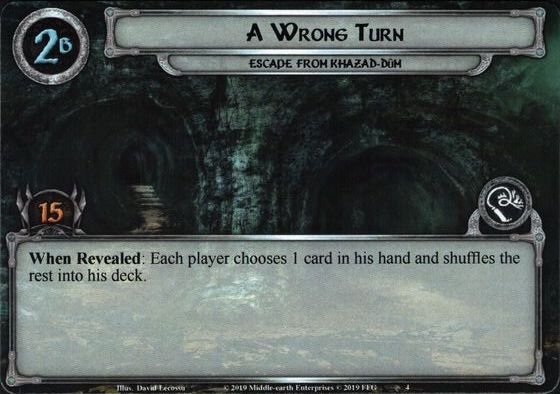 2B
A Wrong Turn
Escape from Khazad-dûm
15
When Revealed: Each player chooses 1 card in his hand and shuffles the
rest into his deck.
Illus. David Lecossu © 2019 Middle-earth Enterprises © 2019 FFG 4